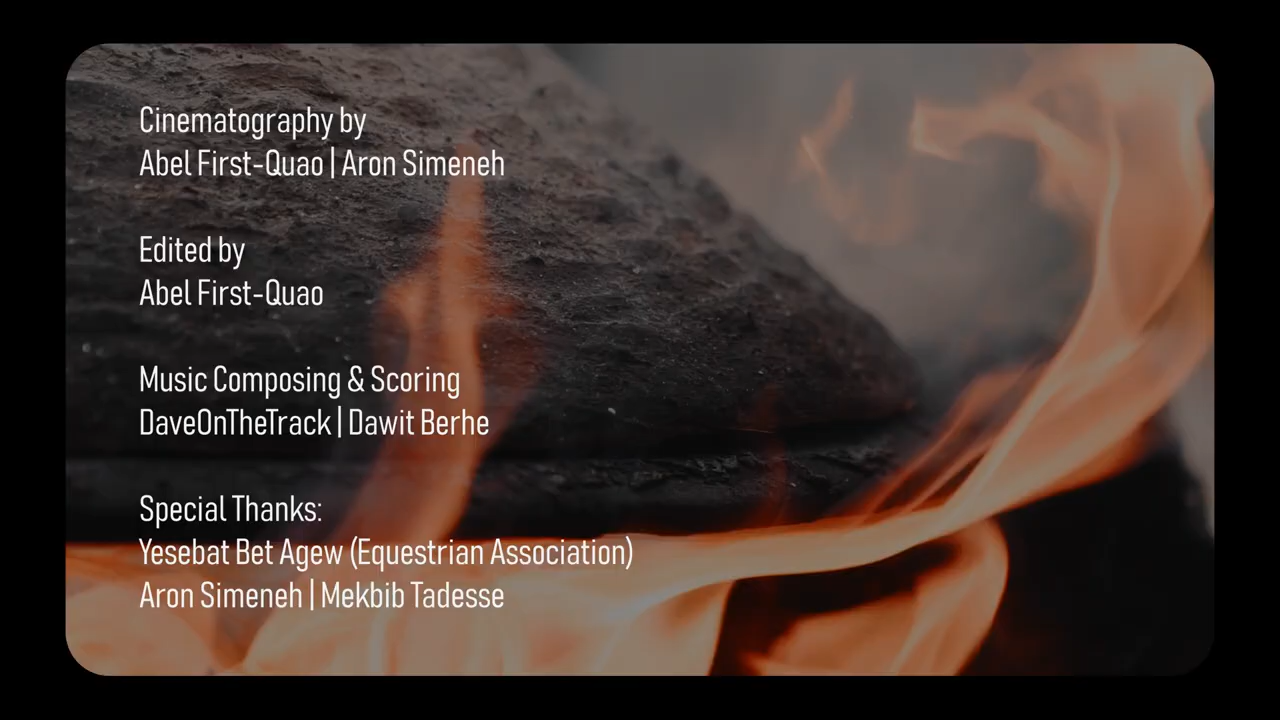 Cinematography by
Abel First-Quao | Aron Simeneh
Edited by
Abel First-Quao
Music Composing & Scoring
DaveOnTheTrack | Dawit Berhe
Special Thanks:
Yesebat Bet Agew (Equestrian Association)
Aron Simeneh | Mekbib Tadesse